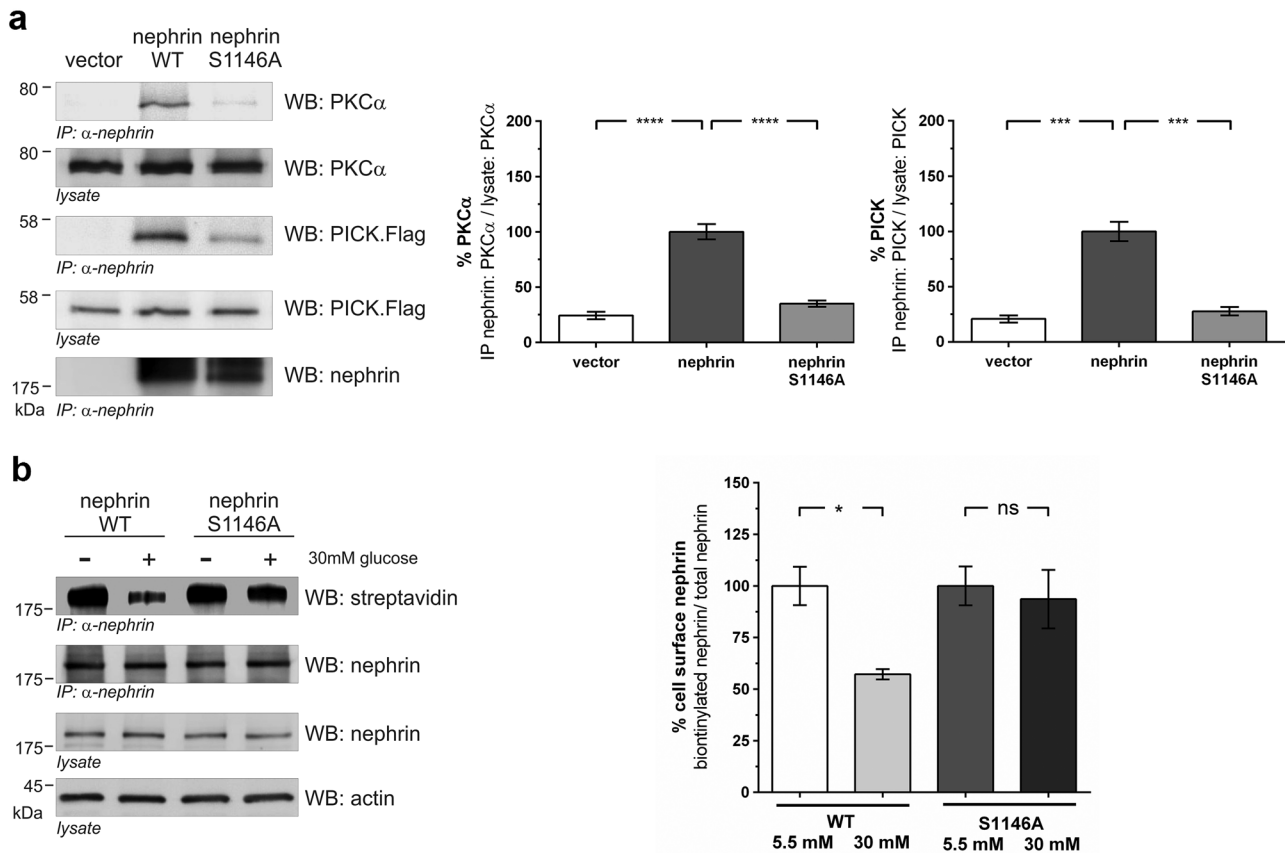 a
vector
nephrin
WT
nephrin
S1146A
80
WB: PKCα
IP: α-nephrin
80
WB: PKCα
lysate
58
WB: PICK.Flag
IP: α-nephrin
58
WB: PICK.Flag
lysate
175
kDa
WB: nephrin
IP: α-nephrin
% PKCα
IP nephrin: PKCα / lysate: PKCα
200
150
100
50
0
****
****
vector
nephrin
nephrin
S1146A
% PICK
IP nephrin: PICK / lysate: PICK
200
150
100
50
0
***
***
vector
nephrin
nephrin
S1146A
b
nephrin
WT
nephrin
S1146A
- + - + 30mM glucose
175
WB: streptavidin
IP: α-nephrin
175
WB: nephrin
IP: α-nephrin
175
WB: nephrin
lysate
45
kDa
WB: actin
lysate
% cell surface nephrin
biontinylated nephrin/ total nephrin
150
125
100
75
50
25
0
*
ns
WT
S1146A
5.5 mM 30 mM 5.5 mM 30 mM